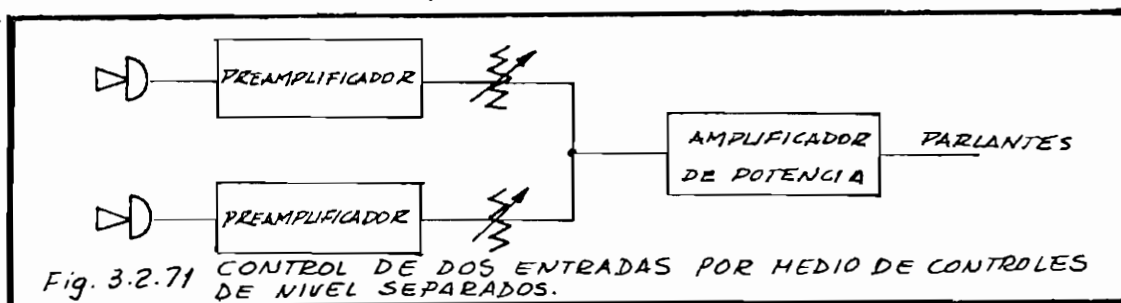 PREAMPLIFICADOR
AMPLIFICADOR
DE POTENCIA
PARLANTES
PREAMPLIFICADOR
Fig. 3.2.71 CONTROL DE DOS ENTRADAS POR MEDIO DE CONTROLES
DE NIVEL SEPARADOS.